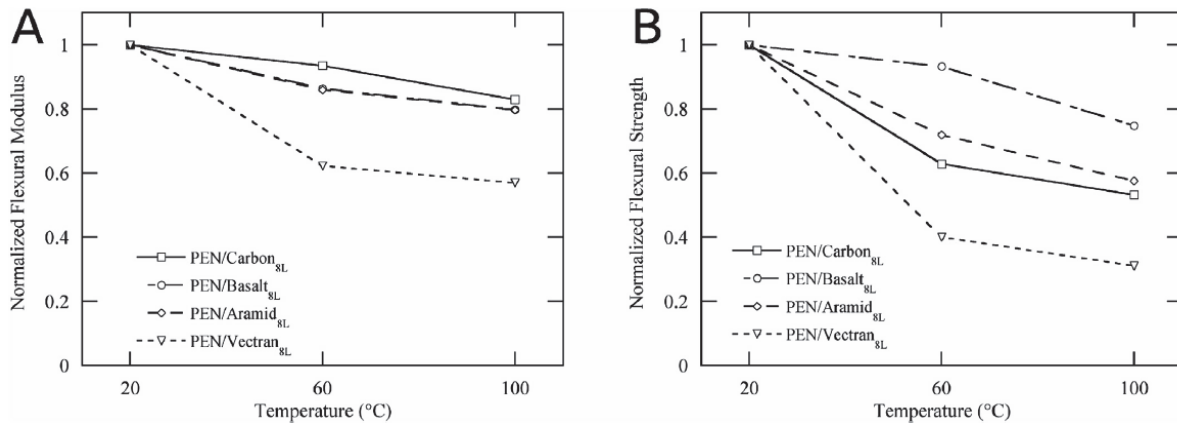 A
Normalized Flexural Modulus
1
0.8
0.6
0.4
0.2
0
PEN/Carbon8L
PEN/Basalt8L
PEN/Aramid8L
PEN/Vectran8L
20 60 100
Temperature (°C)
B
Normalized Flexural Strength
1
0.8
0.6
0.4
0.2
0
PEN/Carbon8L
PEN/Basalt8L
PEN/Aramid8L
PEN/Vectran8L
20 60 100
Temperature (°C)